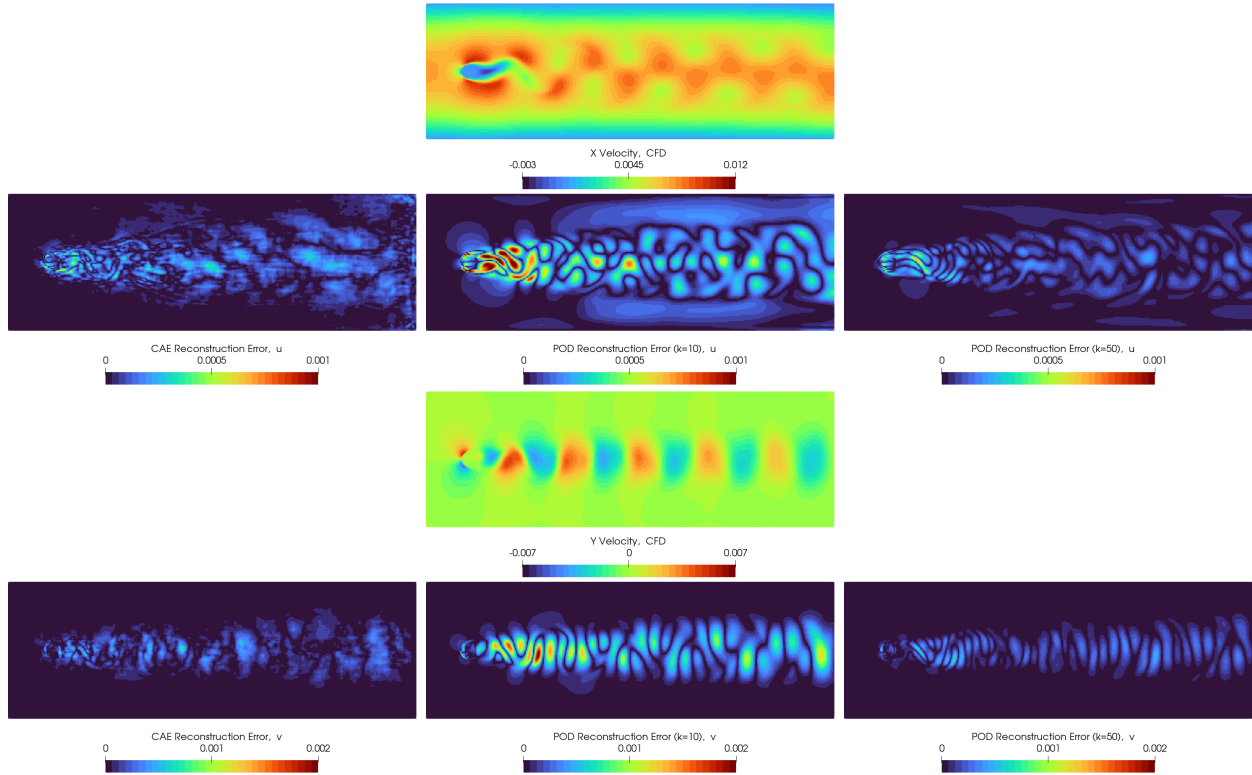 X Velocity, CFD
-0.003 0.0045 0.012
CAE Reconstruction Error, u
0 0.0005 0.001
POD Reconstruction Error (k=10), u
0 0.0005 0.001
POD Reconstruction Error (k=50), u
0 0.0005 0.001
Y Velocity, CFD
-0.007 0 0.007
CAE Reconstruction Error, v
0 0.001 0.002
POD Reconstruction Error (k=10), v
0 0.001 0.002
POD Reconstruction Error (k=50), v
0 0.001 0.002